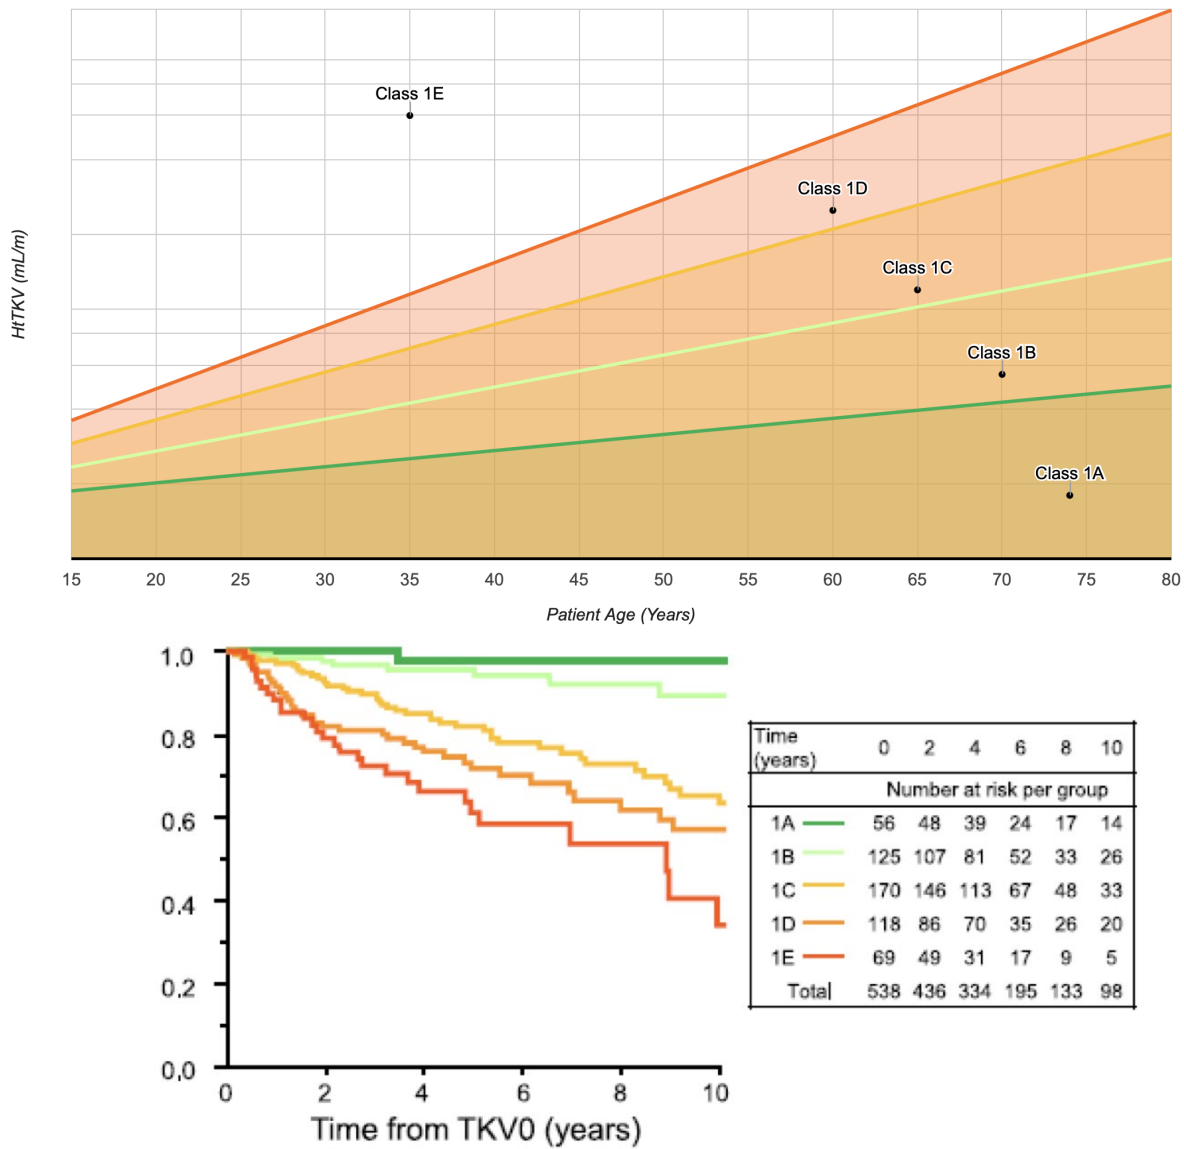 Class 1E
Class 1D
Class 1C
Class 1B
Class 1A
HtTKV (mL/m)
15 20 25 30 35 40 45 50 55 60 65 70 75 80
Patient Age (Years)
1.0
0.8
0.6
0.4
0.2
0,0
0 2 4 6 8 10
Time from TKV0 (years)
Time
(years) 0 2 4 6 8 10
Number at risk per group
1A 56 48 39 24 17 14
1B 125 107 81 52 33 26
1C 170 146 113 67 48 33
1D 118 86 70 35 26 20
1E 69 49 31 17 9 5
Total 538 436 334 195 133 98